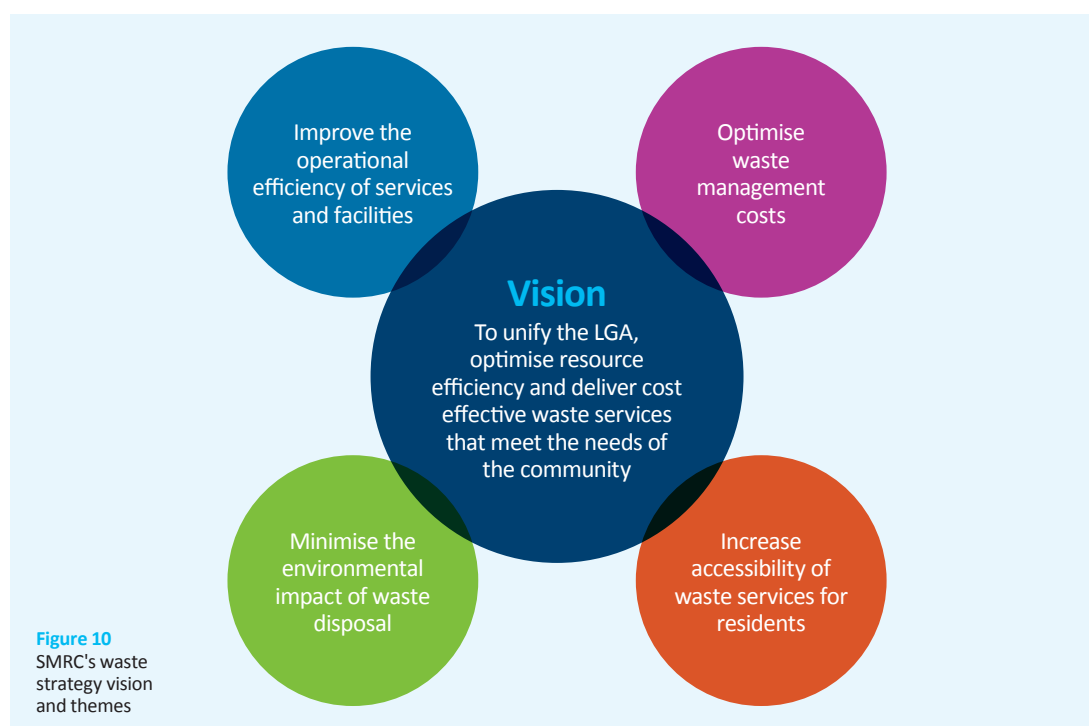 Improve the
operational
efficiency of services
and facilities
Optimise
waste
management
costs
Vision
To unify the LGA,
optimise resource
efficiency and deliver cost
effective waste services
that meet the needs of
the community
Minimise the
environmental
impact of waste
disposal
Increase
accessibility of
waste services for
residents
Figure 10
SMRC's waste
strategy vision
and themes